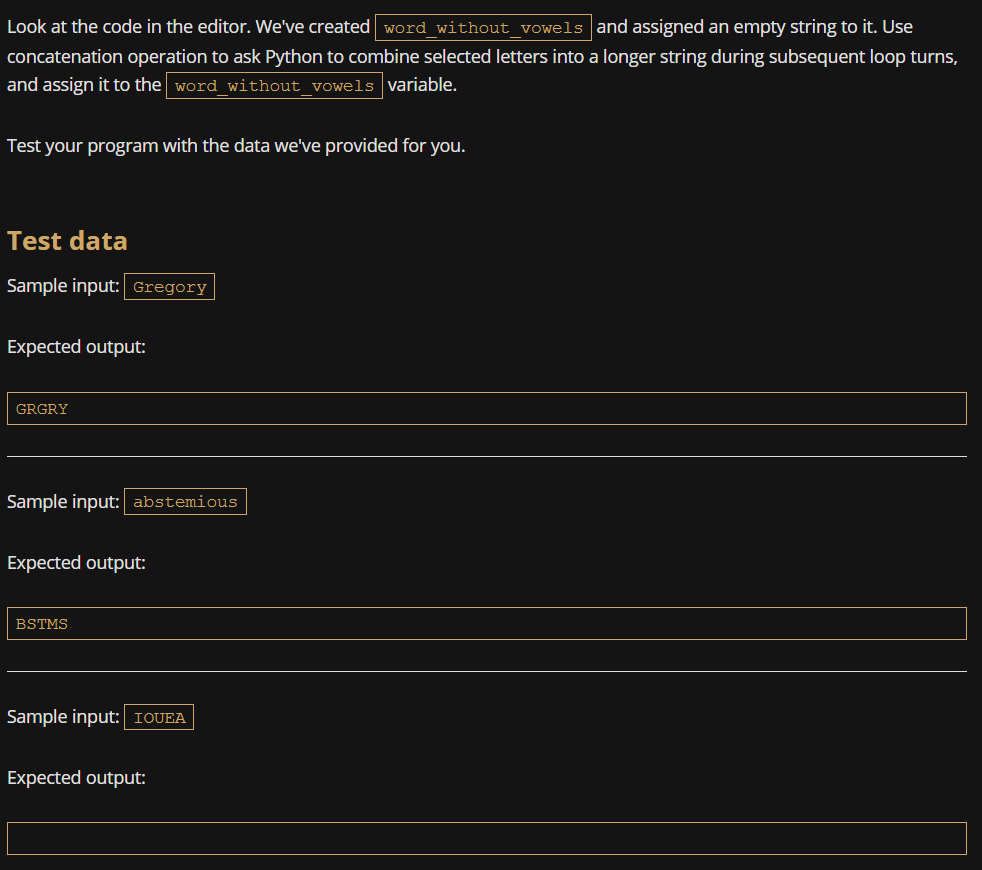 Look at the code in the editor. We've created word_without_vowels and assigned an empty string to it. Use
concatenation operation to ask Python to combine selected letters into a longer string during subsequent loop turns,
and assign it to the word_without_vowels variable.
Test your program with the data we've provided for you.
Test data
Sample input: Gregory
Expected output:
GRGRY
Sample input: abstemious
Expected output:
BSTMS
Sample input: IOUEA
Expected output: